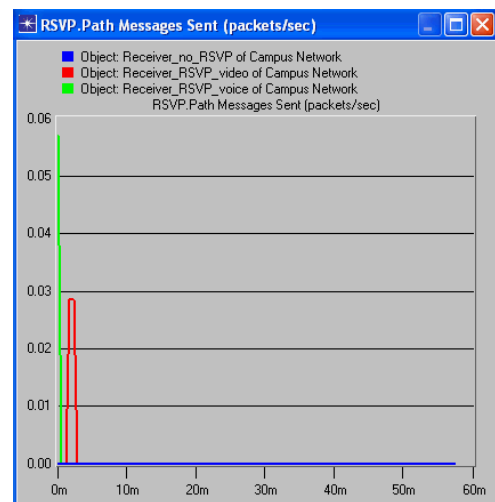 RSVP.Path Messages Sent (packets/sec)
Object: Receiver_no_RSVP of Campus Network
Object: Receiver_RSVP_video of Campus Network
Object: Receiver_RSVP_voice of Campus Network
RSVP.Path Messages Sent (packets/sec)
0.06
0.05
0.04
0.03
0.02
0.01
0.00
0m 10m 20m 30m 40m 50m 60m